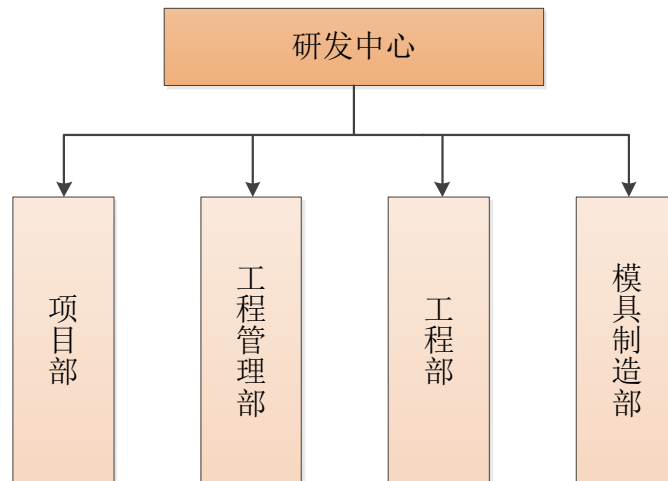 研发中心
项目部
工程管理部
工程部
模具制造部